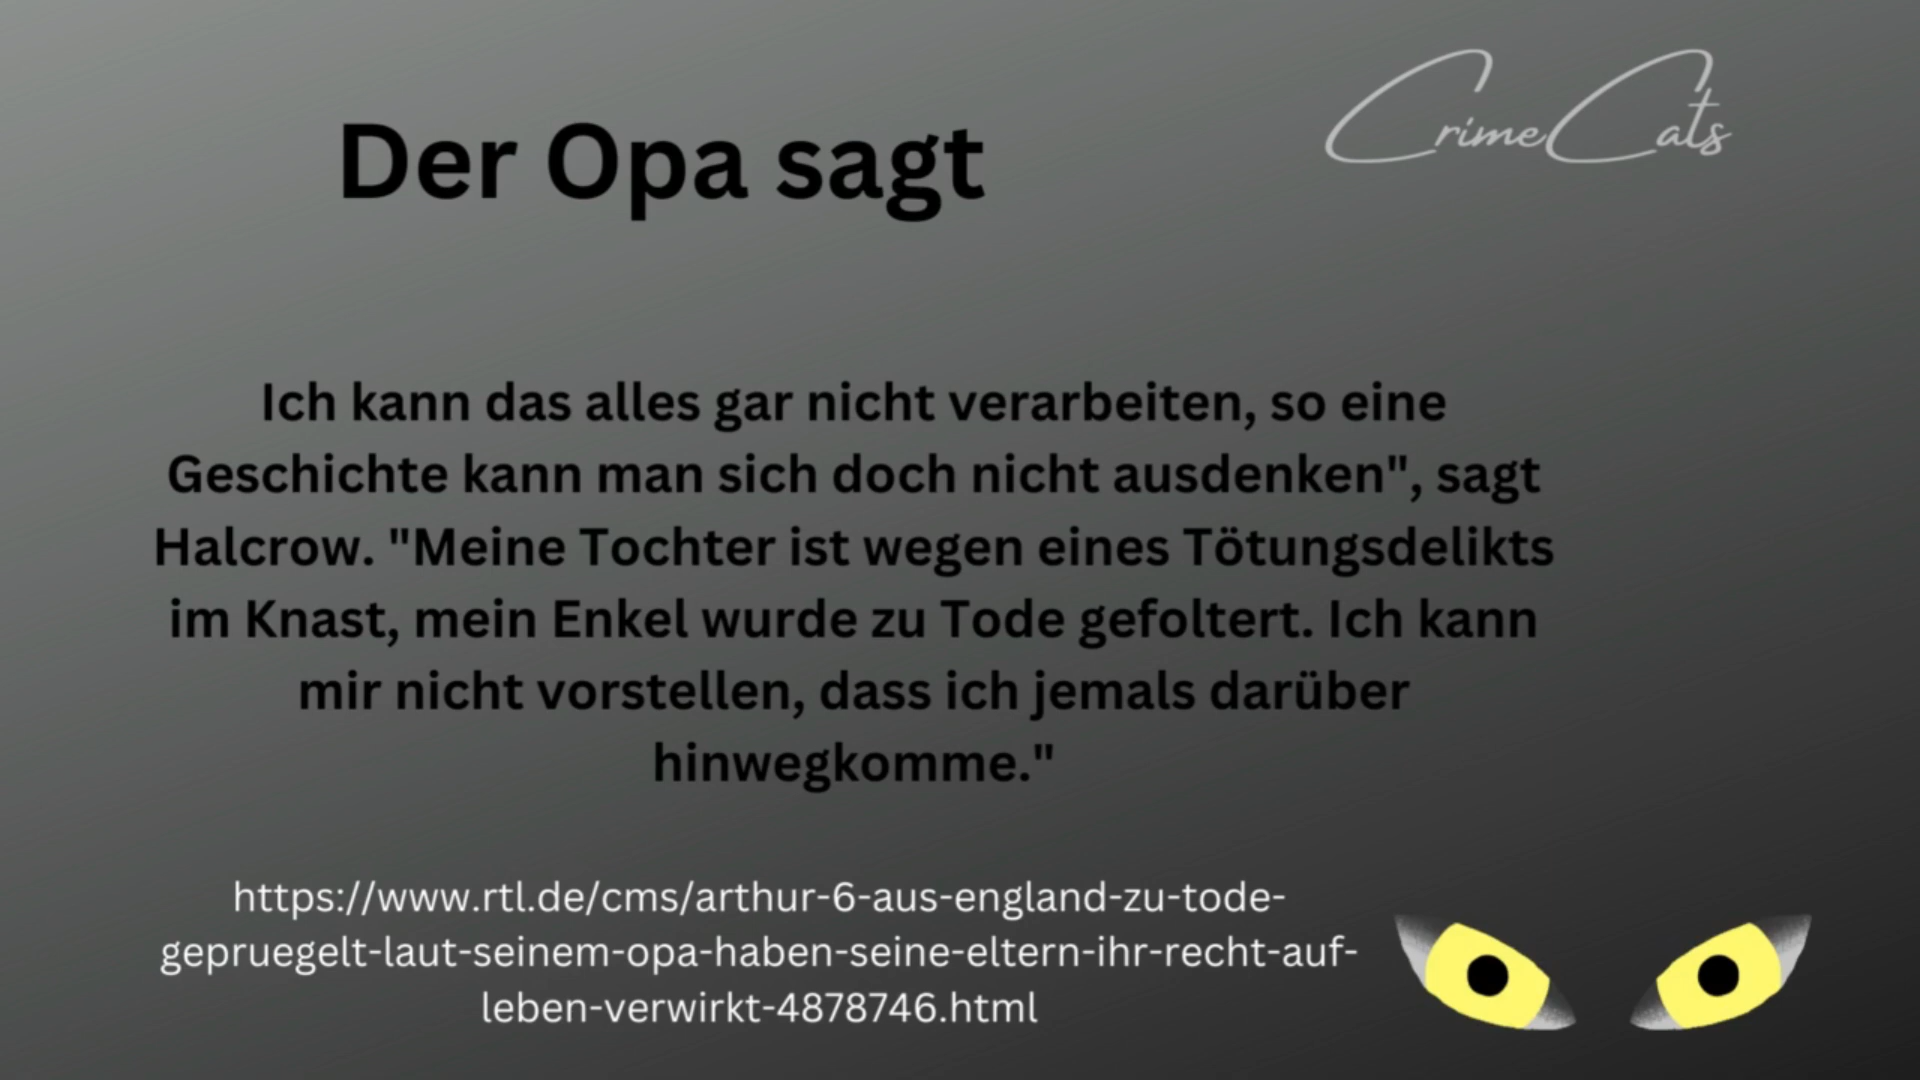 Der Opa sagt
CrimeCats
Ich kann das alles gar nicht verarbeiten, so eine
Geschichte kann man sich doch nicht ausdenken", sagt
Halcrow. "Meine Tochter ist wegen eines Tötungsdelikts
im Knast, mein Enkel wurde zu Tode gefoltert. Ich kann
mir nicht vorstellen, dass ich jemals darüber
hinwegkomme."
https://www.rtl.de/cms/arthur-6-aus-england-zu-tode-
gepruegelt-laut-seinem-opa-haben-seine-eltern-ihr-recht-auf-
leben-verwirkt-4878746.html